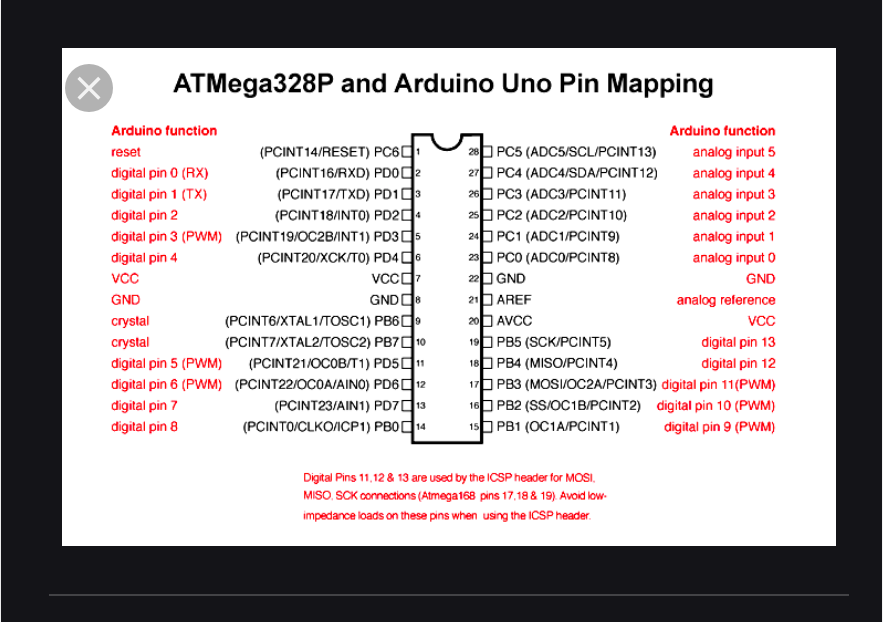 ATMega328P and Arduino Uno Pin Mapping
Arduino function Arduino function
reset (PCINT14/RESET) PC6 1 28 PC5 (ADC5/SCL/PCINT13) analog input 5
digital pin 0 (RX) (PCINT16/RXD) PD0 2 27 PC4 (ADC4/SDA/PCINT12) analog input 4
digital pin 1 (TX) (PCINT17/TXD) PD1 3 26 PC3 (ADC3/PCINT11) analog input 3
digital pin 2 (PCINT18/INT0) PD2 4 25 PC2 (ADC2/PCINT10) analog input 2
digital pin 3 (PWM) (PCINT19/OC2B/INT1) PD3 5 24 PC1 (ADC1/PCINT9) analog input 1
digital pin 4 (PCINT20/XCK/T0) PD4 6 23 PC0 (ADC0/PCINT8) analog input 0
VCC VCC 7 22 GND GND
GND GND 8 21 AREF analog reference
crystal (PCINT6/XTAL1/TOSC1) PB6 9 20 AVCC VCC
crystal (PCINT7/XTAL2/TOSC2) PB7 10 19 PB5 (SCK/PCINT5) digital pin 13
digital pin 5 (PWM) (PCINT21/OC0B/T1) PD5 11 18 PB4 (MISO/PCINT4) digital pin 12
digital pin 6 (PWM) (PCINT22/OC0A/AIN0) PD6 12 17 PB3 (MOSI/OC2A/PCINT3) digital pin 11(PWM)
digital pin 7 (PCINT23/AIN1) PD7 13 16 PB2 (SS/OC1B/PCINT2) digital pin 10 (PWM)
digital pin 8 (PCINT0/CLKO/ICP1) PB0 14 15 PB1 (OC1A/PCINT1) digital pin 9 (PWM)
Digital Pins 11,12 & 13 are used by the ICSP header for MOSI,
MISO, SCK connections (Atmega168 pins 17,18 & 19). Avoid low-
impedance loads on these pins when using the ICSP header.